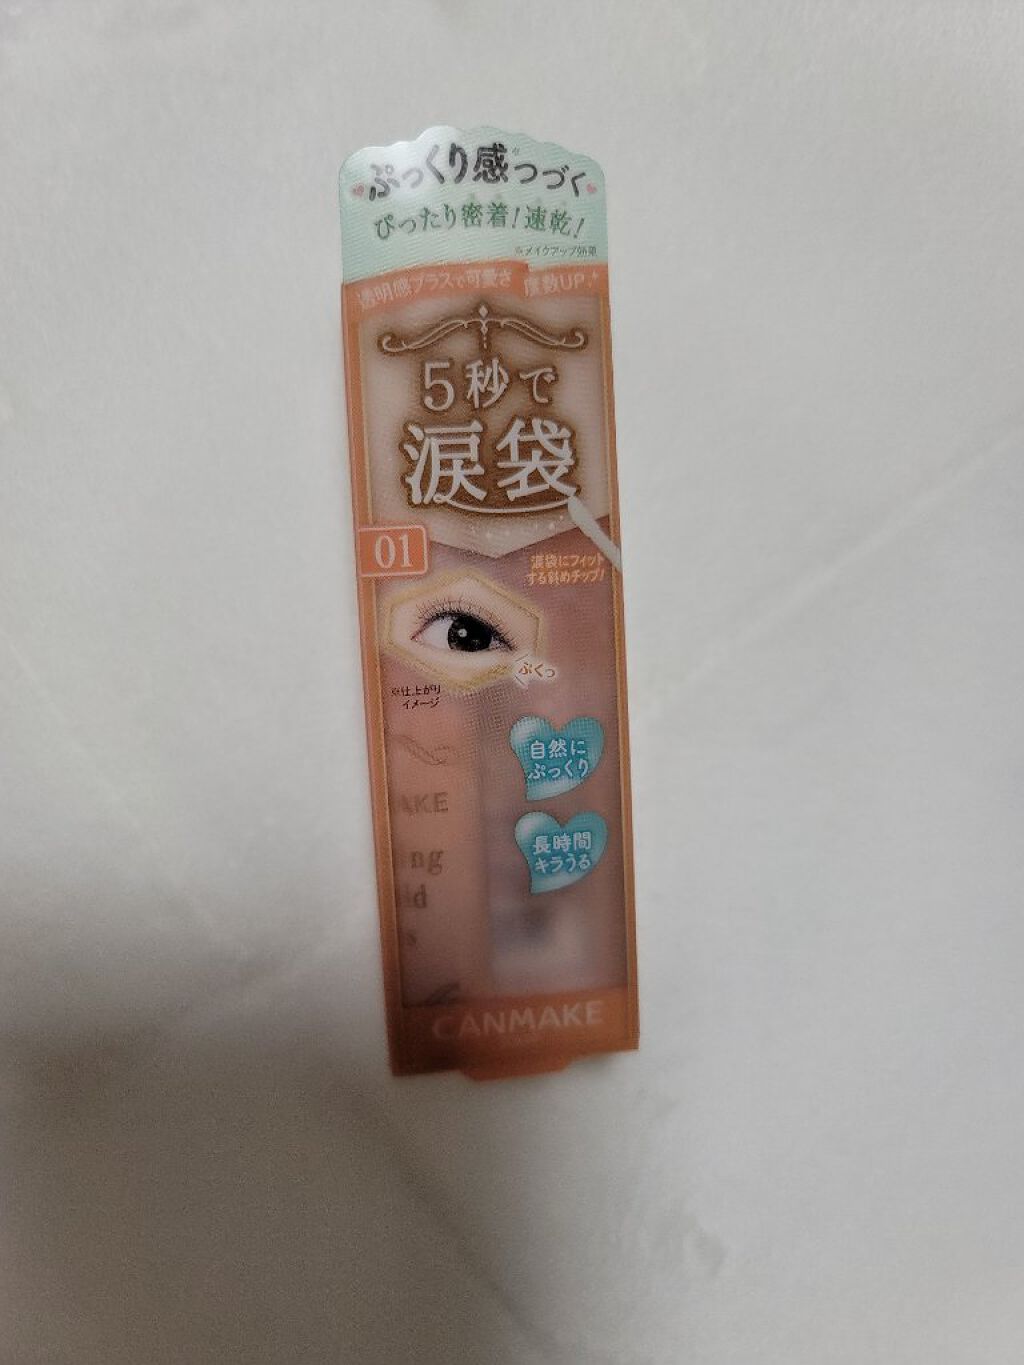 ぷっくり感※つづく
ぴったり密着!速乾!
※メイクアップ効果
透明感プラスで可愛さ 度数UP
5秒で
涙袋
01
涙袋にフィット
する斜めチップ!
ぷくっ
※仕上がり
イメージ
自然に
ぷっくり
AKE
長時間
キラうる
ng
CANMAKE